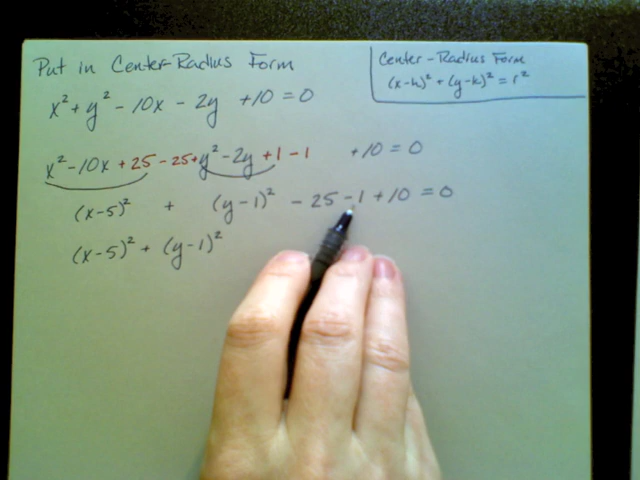 Put in Center-Radius Form
Center-Radius Form
(x-h)² + (y-k)² = r²
x² + y² - 10x - 2y + 10 = 0
x² - 10x + 25 - 25 + y² - 2y + 1 - 1 + 10 = 0
(x-5)² + (y-1)² - 25 - 1 + 10 = 0
(x-5)² + (y-1)²